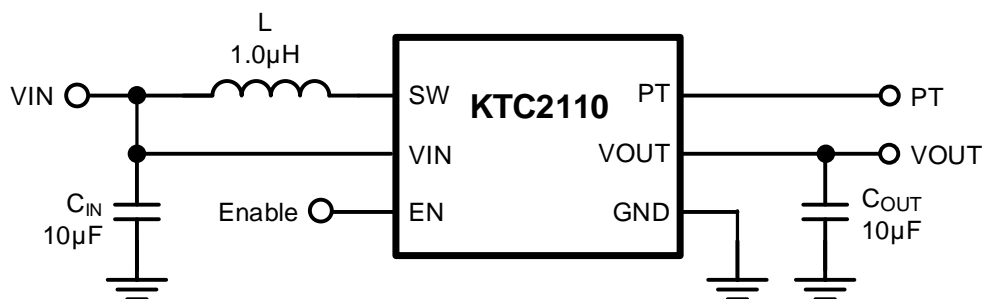 L
1.0µH
VIN
SW
KTC2110
PT
PT
VIN
VOUT
VOUT
CIN
10µF
Enable
EN
GND
COUT
10µF